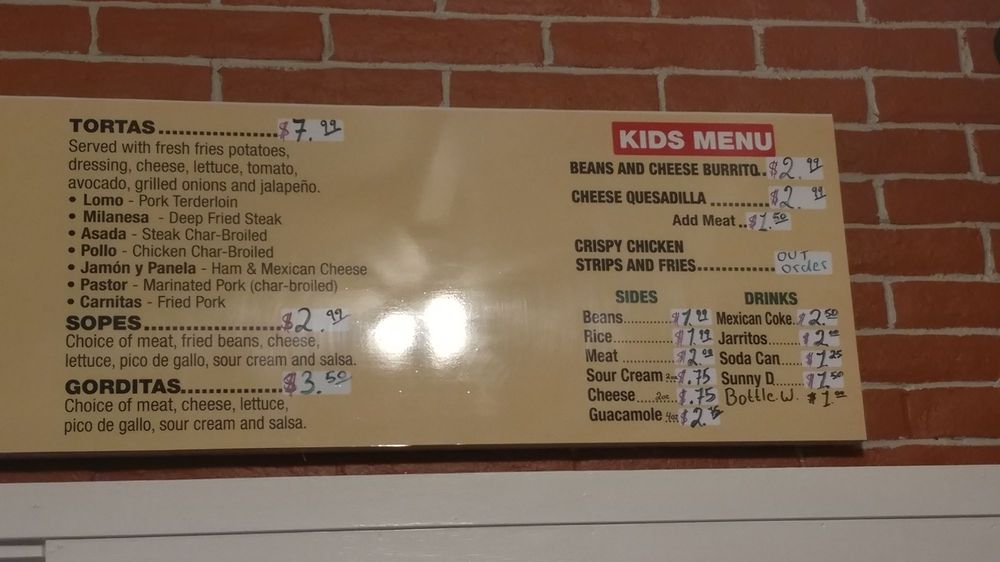 TORTAS.....................$7.99
Served with fresh fries potatoes,
dressing, cheese, lettuce, tomato,
avocado, grilled onions and jalapeño.
• Lomo - Pork Terderloin
• Milanesa - Deep Fried Steak
• Asada - Steak Char-Broiled
• Pollo - Chicken Char-Broiled
• Jamón y Panela - Ham & Mexican Cheese
• Pastor - Marinated Pork (char-broiled)
• Carnitas - Fried Pork
SOPES........................$2.99
Choice of meat, fried beans, cheese,
lettuce, pico de gallo, sour cream and salsa.
GORDITAS..................$3.50
Choice of meat, cheese, lettuce,
pico de gallo, sour cream and salsa.
KIDS MENU
BEANS AND CHEESE BURRITO..$2.99
CHEESE QUESADILLA ...........$2.99
Add Meat ..$1.50
CRISPY CHICKEN
STRIPS AND FRIES................OUT Order
SIDES
Beans............$1.99
Rice...............$1.99
Meat..............$2.00
Sour Cream 2oz $.75
Cheese.....2oz..$.75
Guacamole 4oz $2.75
DRINKS
Mexican Coke..$2.50
Jarritos..........$2.00
Soda Can.....$1.25
Sunny D.......$1.50
Bottle W. $1.00